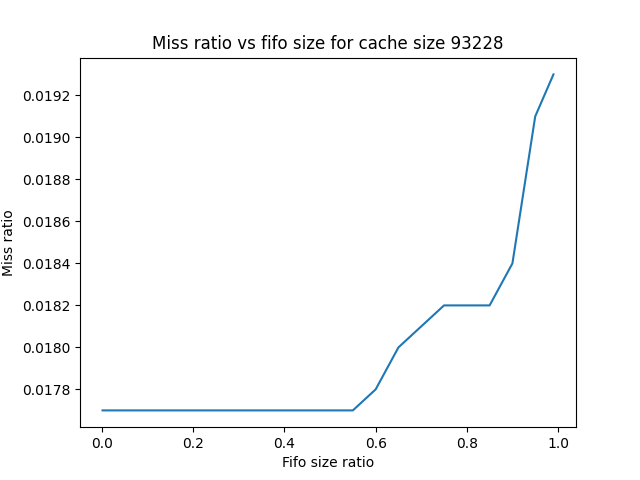 Miss ratio vs fifo size for cache size 93228
0.0192
0.0190
0.0188
0.0186
0.0184
0.0182
0.0180
0.0178
Miss ratio
0.0 0.2 0.4 0.6 0.8 1.0
Fifo size ratio